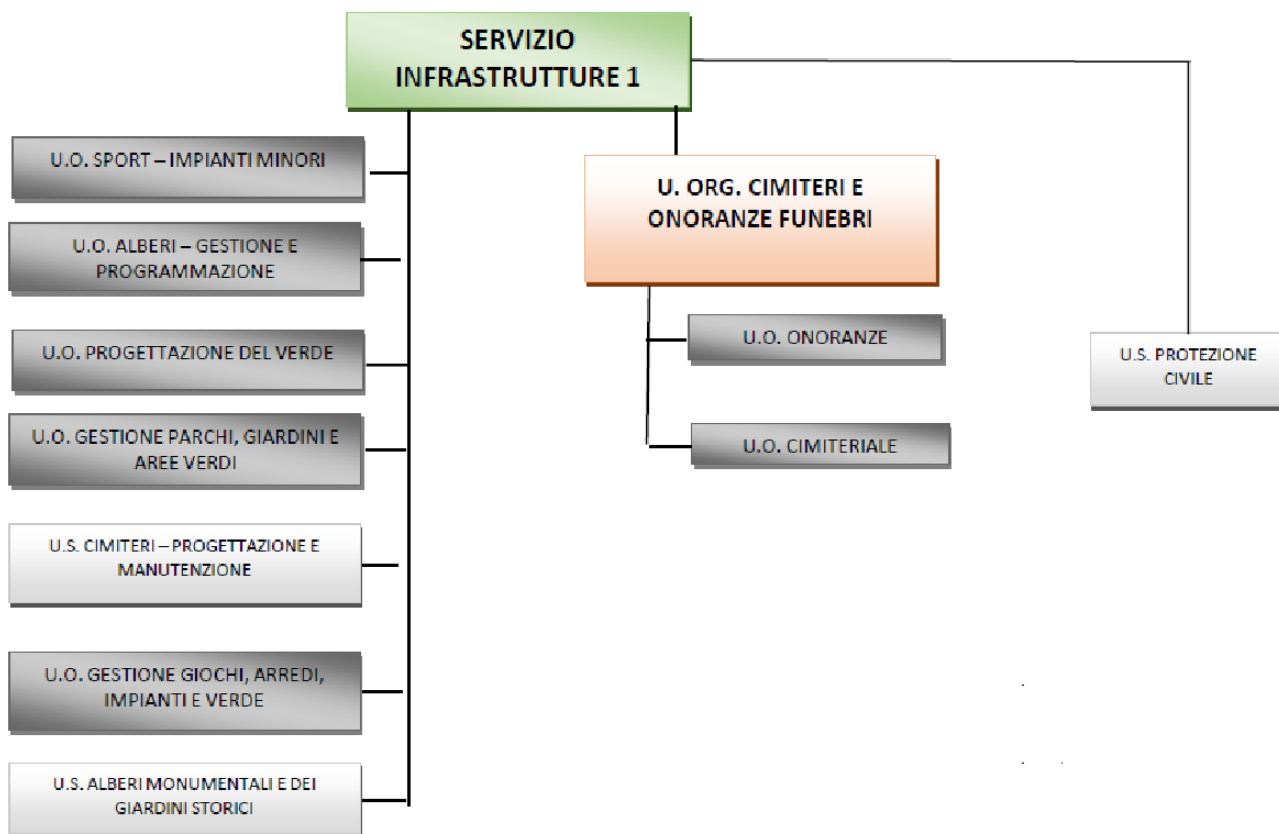 SERVIZIO
INFRASTRUTTURE 1
U.O. SPORT – IMPIANTI MINORI
U.O. ALBERI – GESTIONE E
PROGRAMMAZIONE
U.O. PROGETTAZIONE DEL VERDE
U.O. GESTIONE PARCHI, GIARDINI E
AREE VERDI
U.S. CIMITERI – PROGETTAZIONE E
MANUTENZIONE
U.O. GESTIONE GIOCHI, ARREDI,
IMPIANTI E VERDE
U.S. ALBERI MONUMENTALI E DEI
GIARDINI STORICI
U. ORG. CIMITERI E
ONORANZE FUNEBRI
U.O. ONORANZE
U.O. CIMITERIALE
U.S. PROTEZIONE
CIVILE